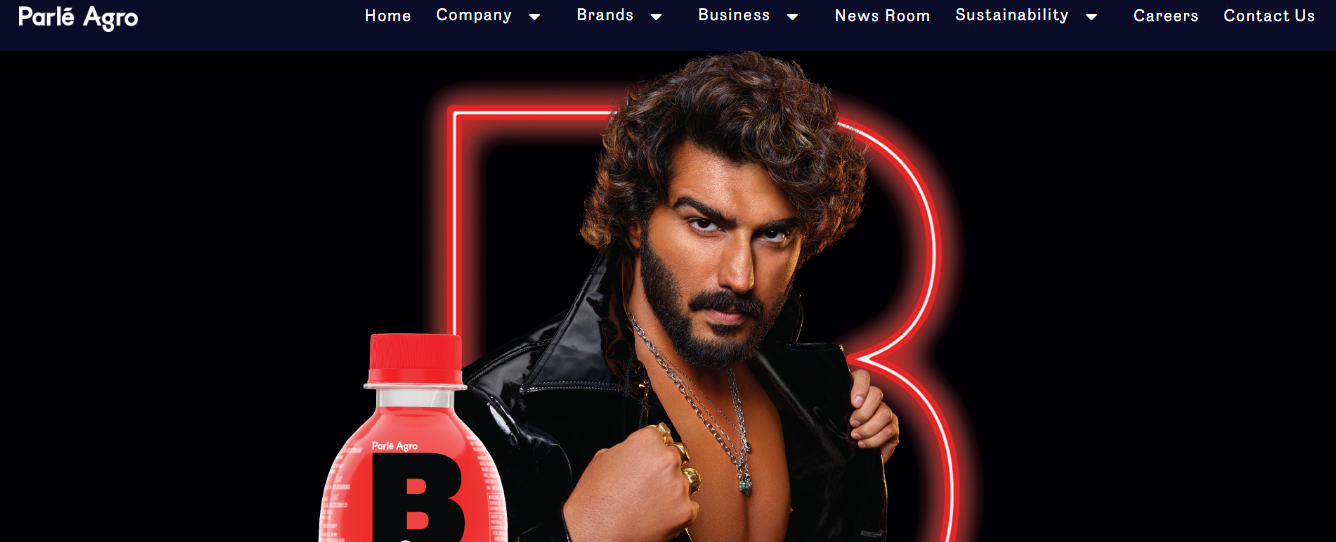 Parlé Agro
Home Company Brands Business News Room Sustainability Careers Contact Us
Parlé Agro
B